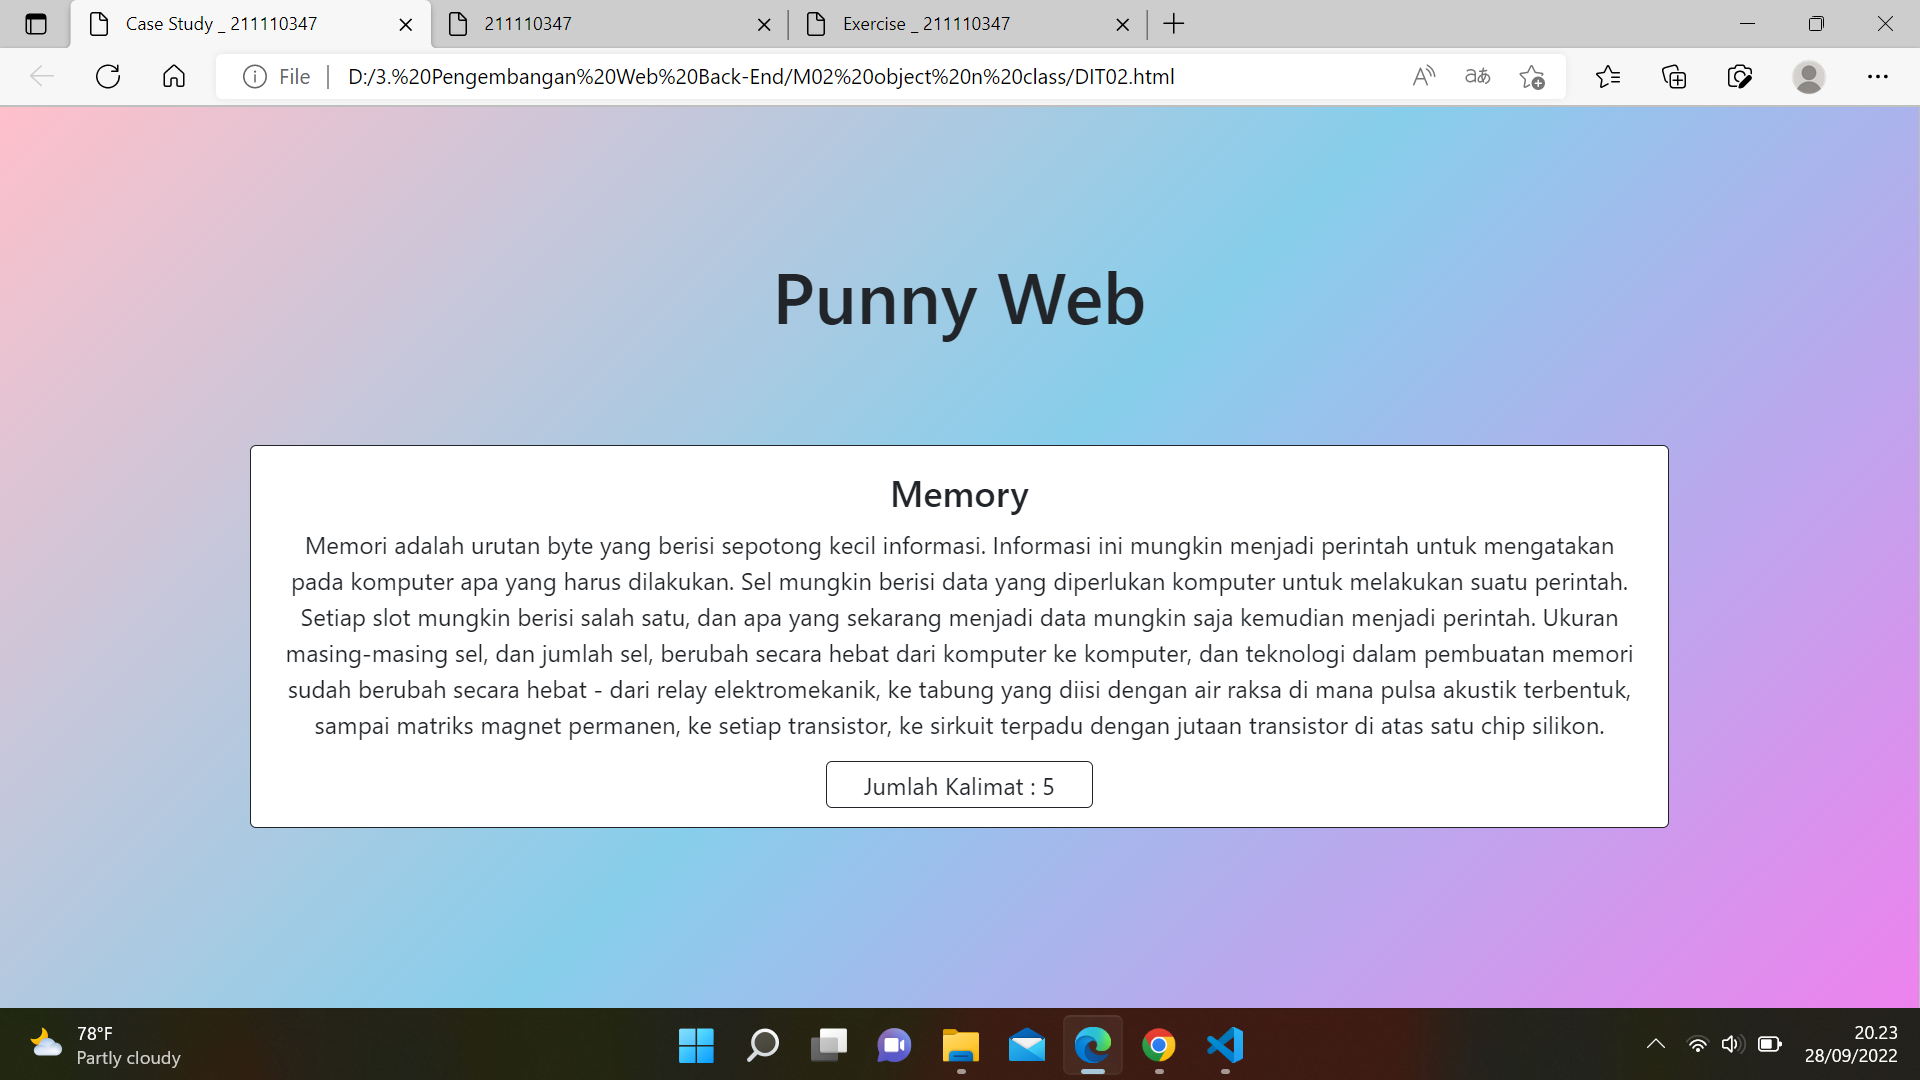 Case Study _ 211110347
211110347
Exercise _ 211110347
File
D:/3.%20Pengembangan%20Web%20Back-End/M02%20object%20n%20class/DIT02.html
Punny Web
Memory
Memori adalah urutan byte yang berisi sepotong kecil informasi. Informasi ini mungkin menjadi perintah untuk mengatakan
pada komputer apa yang harus dilakukan. Sel mungkin berisi data yang diperlukan komputer untuk melakukan suatu perintah.
Setiap slot mungkin berisi salah satu, dan apa yang sekarang menjadi data mungkin saja kemudian menjadi perintah. Ukuran
masing-masing sel, dan jumlah sel, berubah secara hebat dari komputer ke komputer, dan teknologi dalam pembuatan memori
sudah berubah secara hebat - dari relay elektromekanik, ke tabung yang diisi dengan air raksa di mana pulsa akustik terbentuk,
sampai matriks magnet permanen, ke setiap transistor, ke sirkuit terpadu dengan jutaan transistor di atas satu chip silikon.
Jumlah Kalimat : 5
78°F
Partly cloudy
20.23
28/09/2022